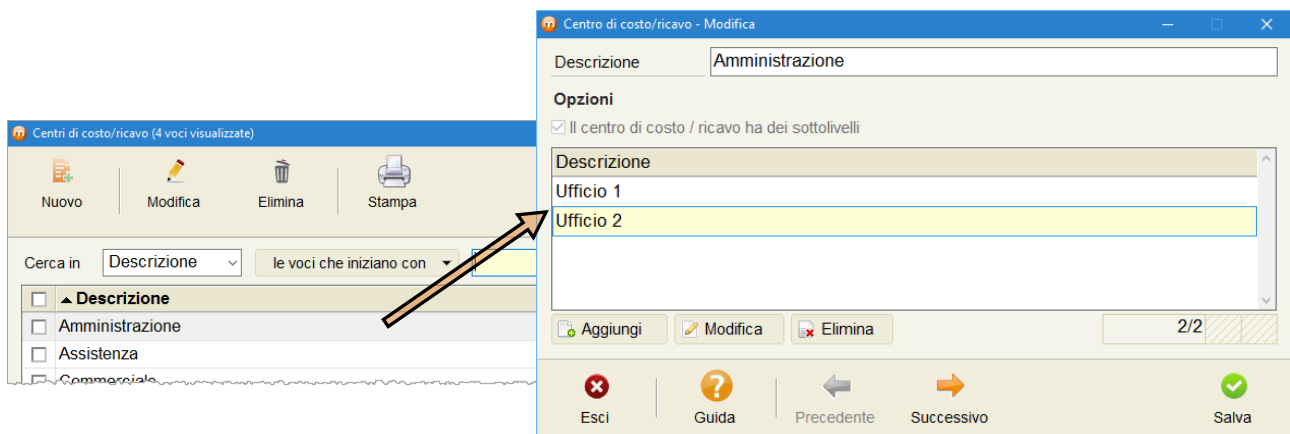 Centri di costo/ricavo (4 voci visualizzate)
Nuovo
Modifica
Elimina
Stampa
Cerca in
Descrizione
le voci che iniziano con
Descrizione
Amministrazione
Assistenza
Commerciale
Centro di costo/ricavo - Modifica
Descrizione
Amministrazione
Opzioni
Il centro di costo / ricavo ha dei sottolivelli
Descrizione
Ufficio 1
Ufficio 2
Aggiungi
Modifica
Elimina
2/2
Esci
Guida
Precedente
Successivo
Salva